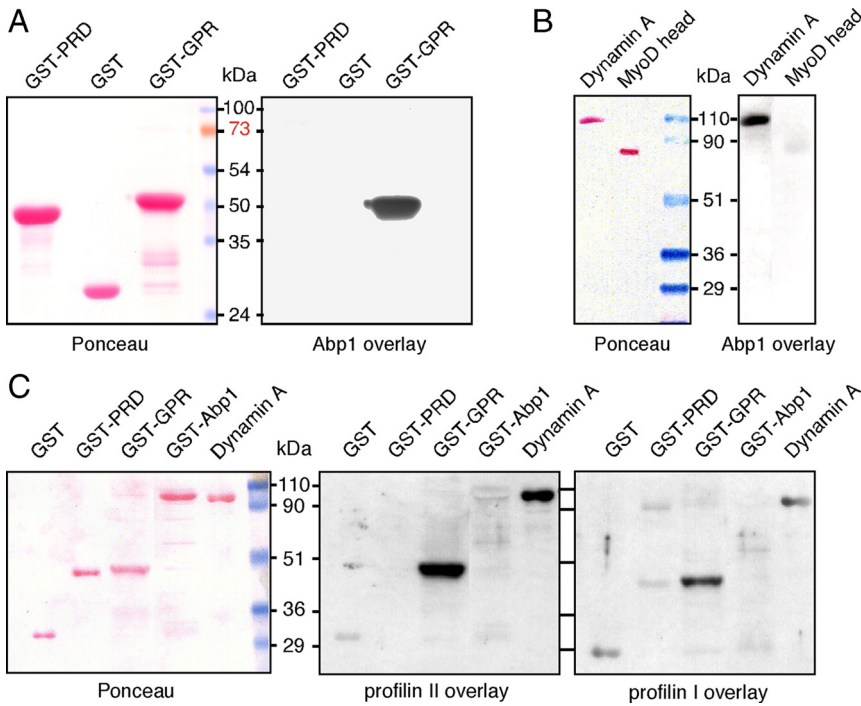 A
GST-PRD
GST
GST-GPR
kDa
GST-PRD
GST
GST-GPR
100
73
54
50
35
24
Ponceau
Abp1 overlay
B
Dynamin A
MyoD head
kDa
Dynamin A
MyoD head
110
90
51
36
29
Ponceau
Abp1 overlay
C
GST
GST-PRD
GST-GPR
GST-Abp1
Dynamin A
kDa
GST
GST-PRD
GST-GPR
GST-Abp1
Dynamin A
GST
GST-PRD
GST-GPR
GST-Abp1
Dynamin A
110
90
51
36
29
Ponceau
profilin II overlay
profilin I overlay